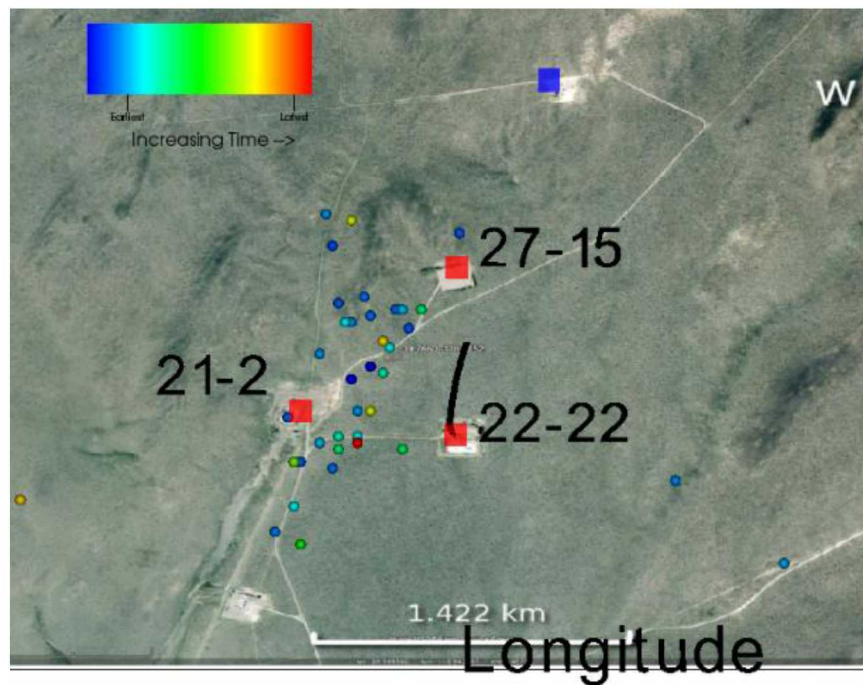 Earliest
Latest
Increasing Time -->
W
27-15
21-2
22-22
1.422 km
Longitude